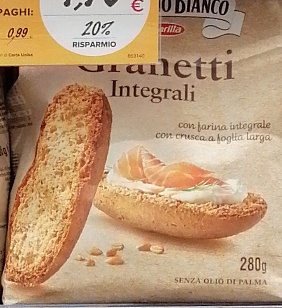 PAGHI:
0,99
€
20%
RISPARMIO
BIANCO
Barilla
Granetti
Integrali
con farina integrale
con crusca a foglia larga
280g
SENZA OLIO DI PALMA